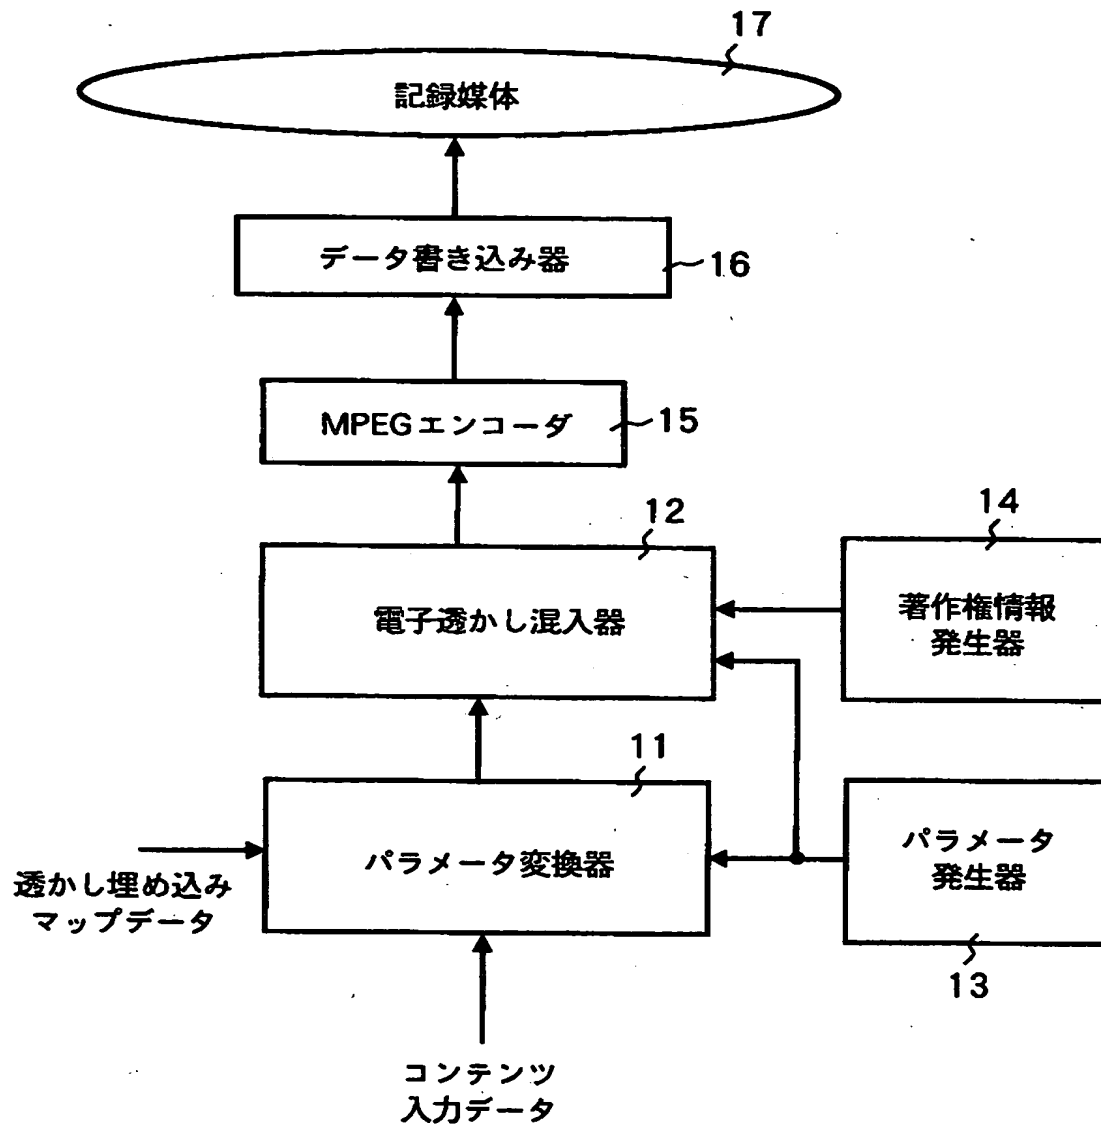 17
記録媒体
データ書き込み器
16
MPEGエンコーダ
15
12
14
電子透かし混入器
著作権情報
発生器
11
パラメータ変換器
パラメータ
発生器
透かし埋め込み
マップデータ
13
コンテンツ
入力データ